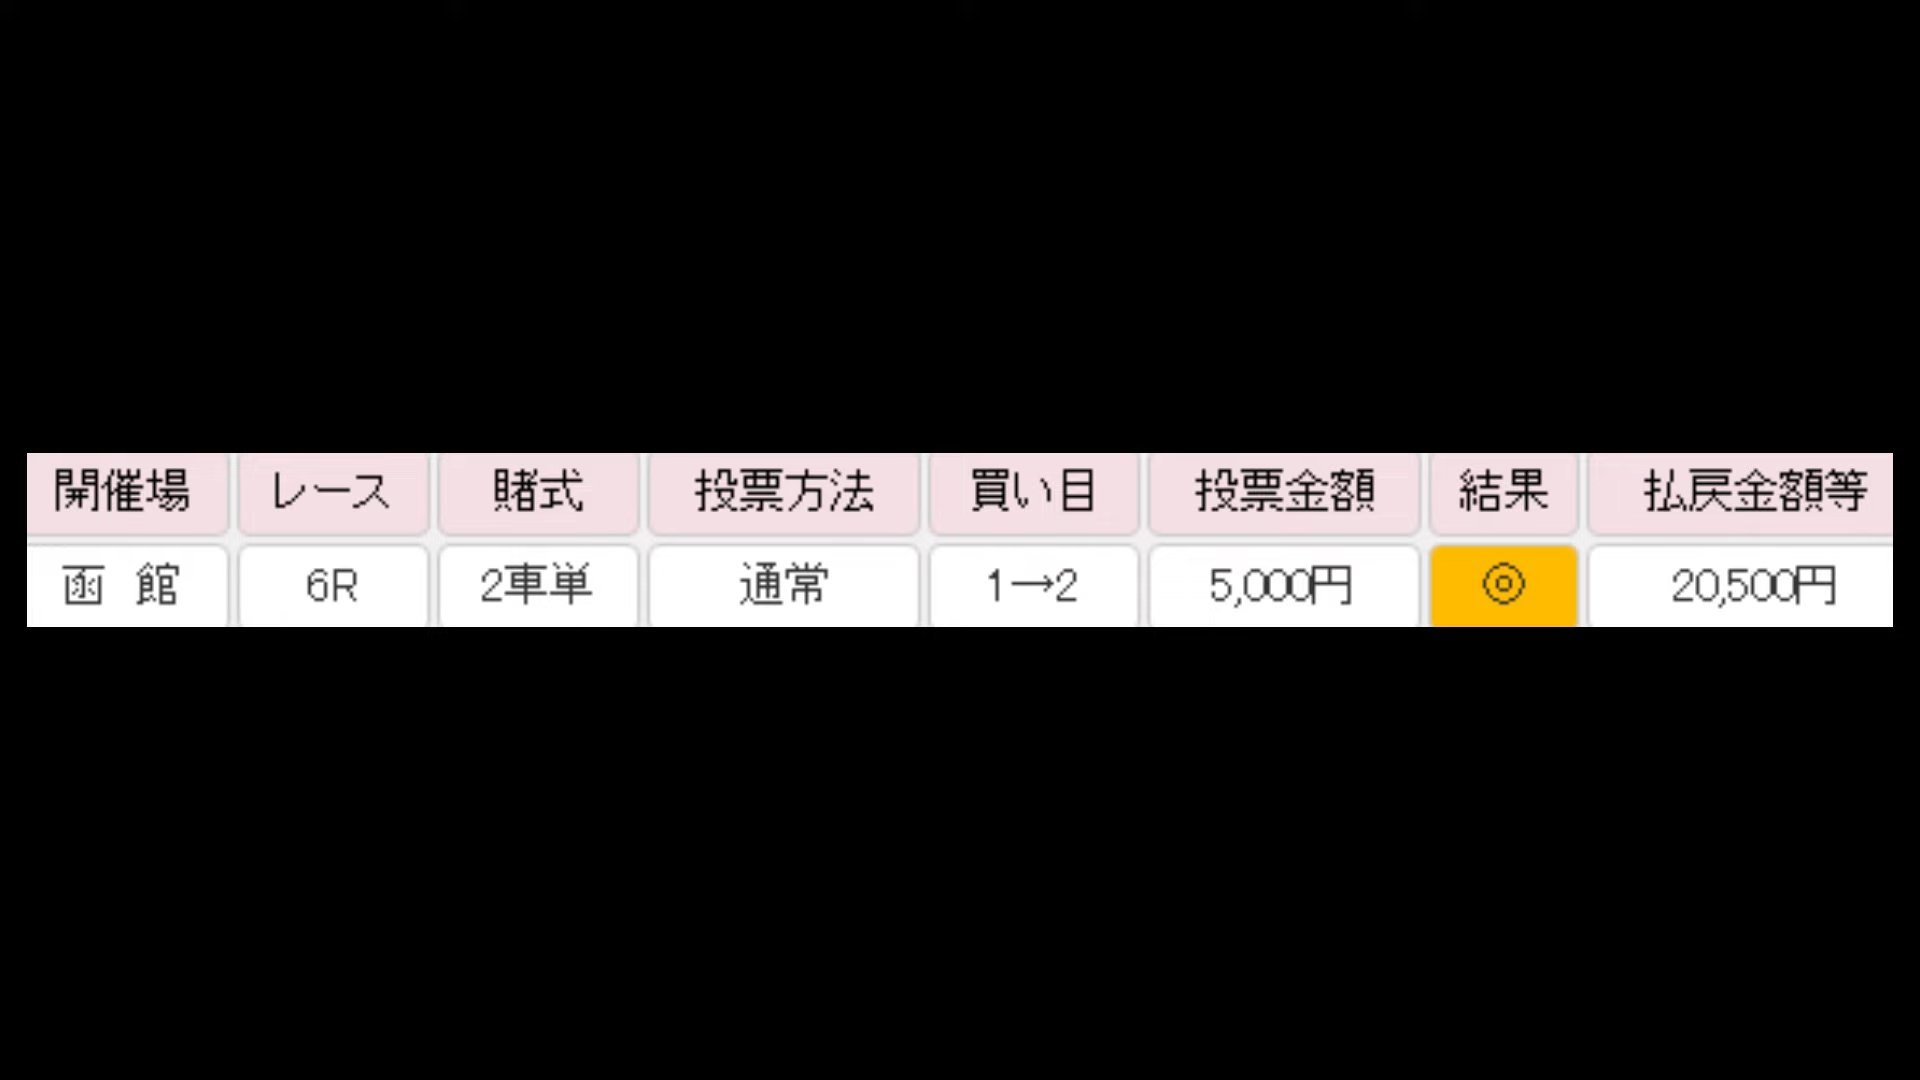 開催場 レース 賭式 投票方法 買い目 投票金額 結果 払戻金額等
函 館 6R 2車単 通常 1→2 5,000円 ◎ 20,500円